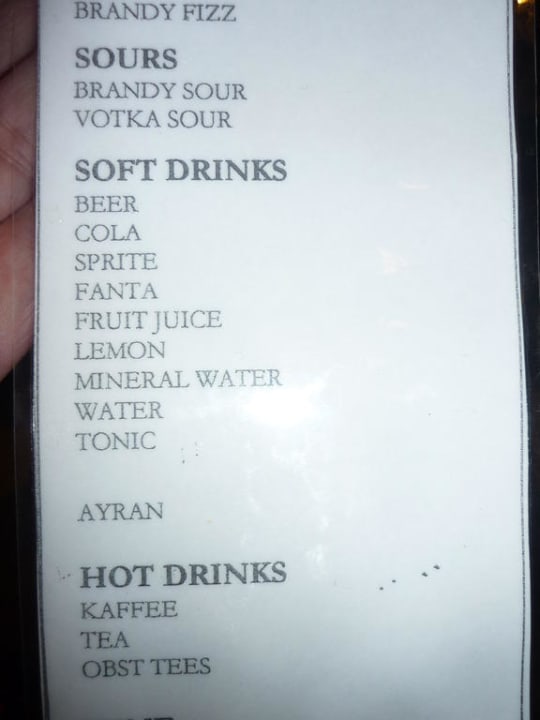 BRANDY FIZZ
SOURS
BRANDY SOUR
VOTKA SOUR
SOFT DRINKS
BEER
COLA
SPRITE
FANTA
FRUIT JUICE
LEMON
MINERAL WATER
WATER
TONIC
AYRAN
HOT DRINKS
KAFFEE
TEA
OBST TEES